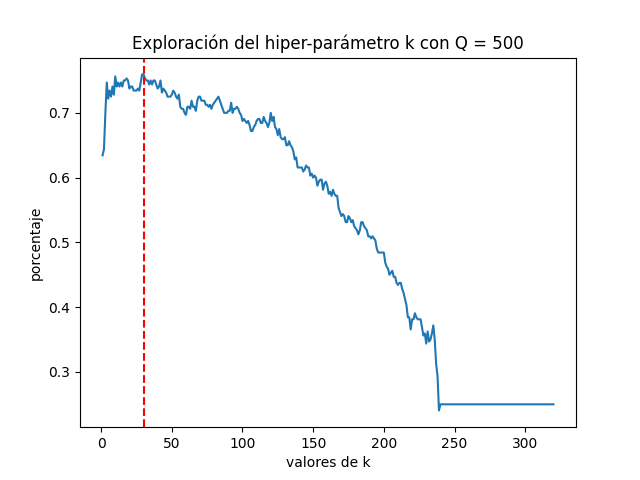 Exploración del hiper-parámetro k con Q = 500
porcentaje
0.7
0.6
0.5
0.4
0.3
0 50 100 150 200 250 300
valores de k